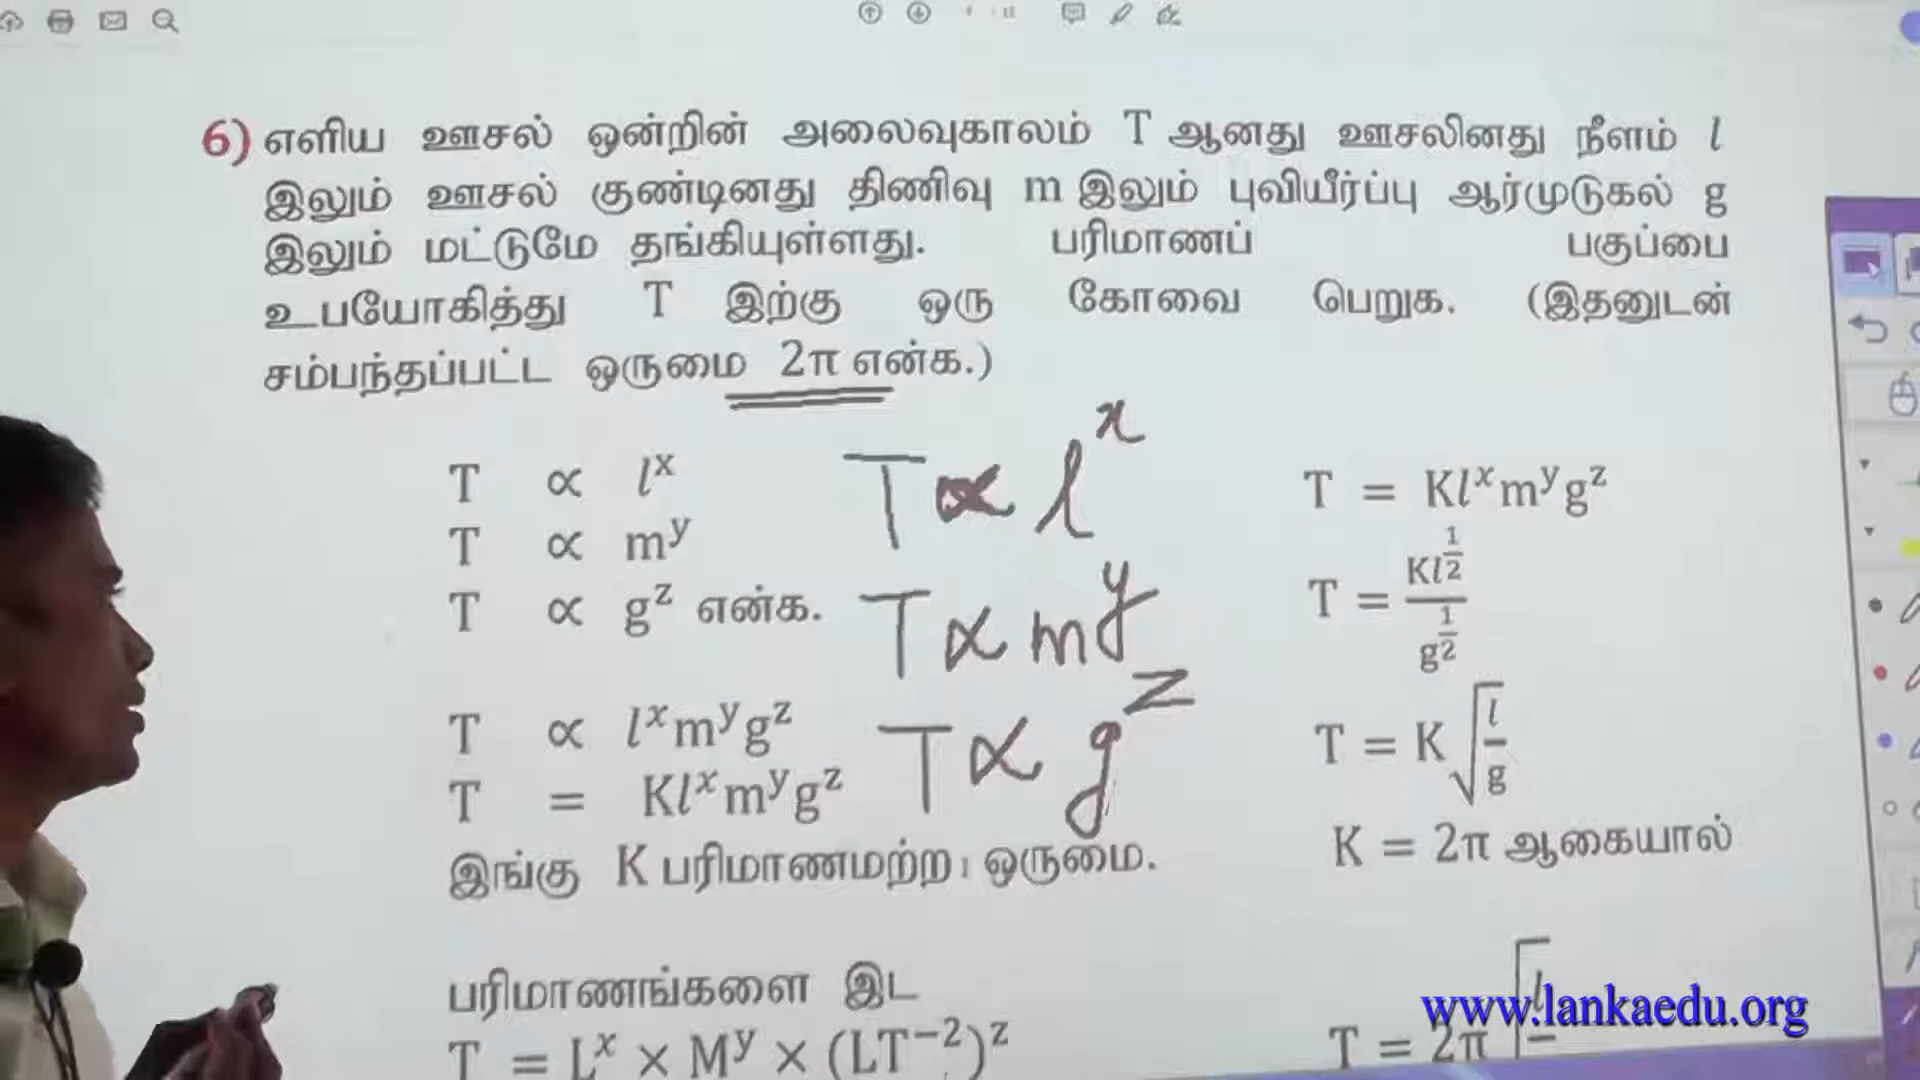 6) எளிய ஊசல் ஒன்றின் அலைவுகாலம் T ஆனது ஊசலினது நீளம் l
இலும் ஊசல் குண்டினது திணிவு m இலும் புவியீர்ப்பு ஆர்முடுகல் g
இலும் மட்டுமே தங்கியுள்ளது. பரிமாணப் பகுப்பை
உபயோகித்து T இற்கு ஒரு கோவை பெறுக. (இதனுடன்
சம்பந்தப்பட்ட ஒருமை 2π என்க.)
T ∝ l^x
T ∝ m^y
T ∝ g^z என்க.
T ∝ l^x m^y g^z
T = Kl^x m^y g^z
இங்கு K பரிமாணமற்ற ஒருமை.
பரிமாணங்களை இட
T = L^x × M^y × (LT^-2)^z
T ∝ l^x
T ∝ m^y
T ∝ g^z
T = Kl^x m^y g^z
T = Kl^(1/2) / g^(1/2)
T = K √(l/g)
K = 2π ஆகையால்
T = 2π √l
www.lankaedu.org